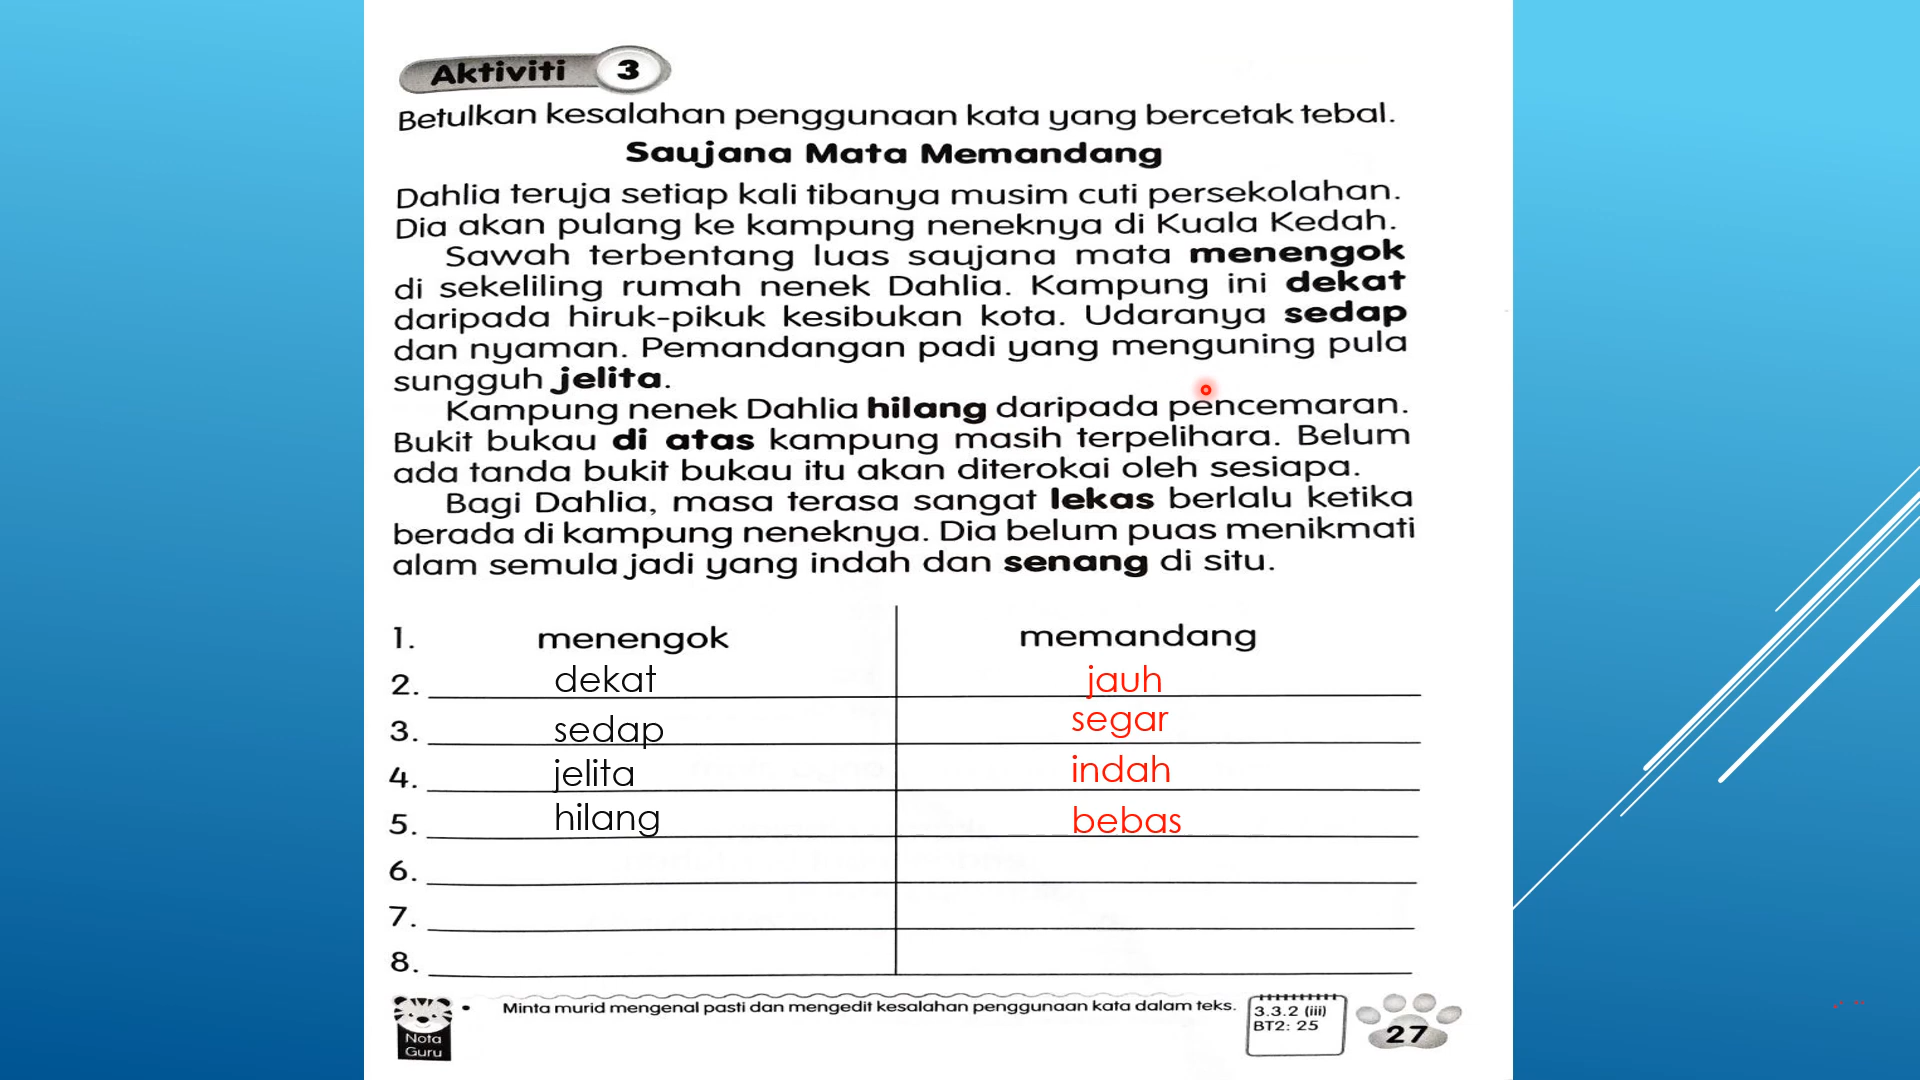 Aktiviti 3
Betulkan kesalahan penggunaan kata yang bercetak tebal.
Saujana Mata Memandang
Dahlia teruja setiap kali tibanya musim cuti persekolahan.
Dia akan pulang ke kampung neneknya di Kuala Kedah.
Sawah terbentang luas saujana mata menengok
di sekeliling rumah nenek Dahlia. Kampung ini dekat
daripada hiruk-pikuk kesibukan kota. Udaranya sedap
dan nyaman. Pemandangan padi yang menguning pula
sungguh jelita.
Kampung nenek Dahlia hilang daripada pencemaran.
Bukit bukau di atas kampung masih terpelihara. Belum
ada tanda bukit bukau itu akan diterokai oleh sesiapa.
Bagi Dahlia, masa terasa sangat lekas berlalu ketika
berada di kampung neneknya. Dia belum puas menikmati
alam semula jadi yang indah dan senang di situ.
1. menengok memandang
2. dekat jauh
3. sedap segar
4. jelita indah
5. hilang bebas
6.
7.
8.
Nota Guru
• Minta murid mengenal pasti dan mengedit kesalahan penggunaan kata dalam teks.
3.3.2 (iii)
BT2: 25
27